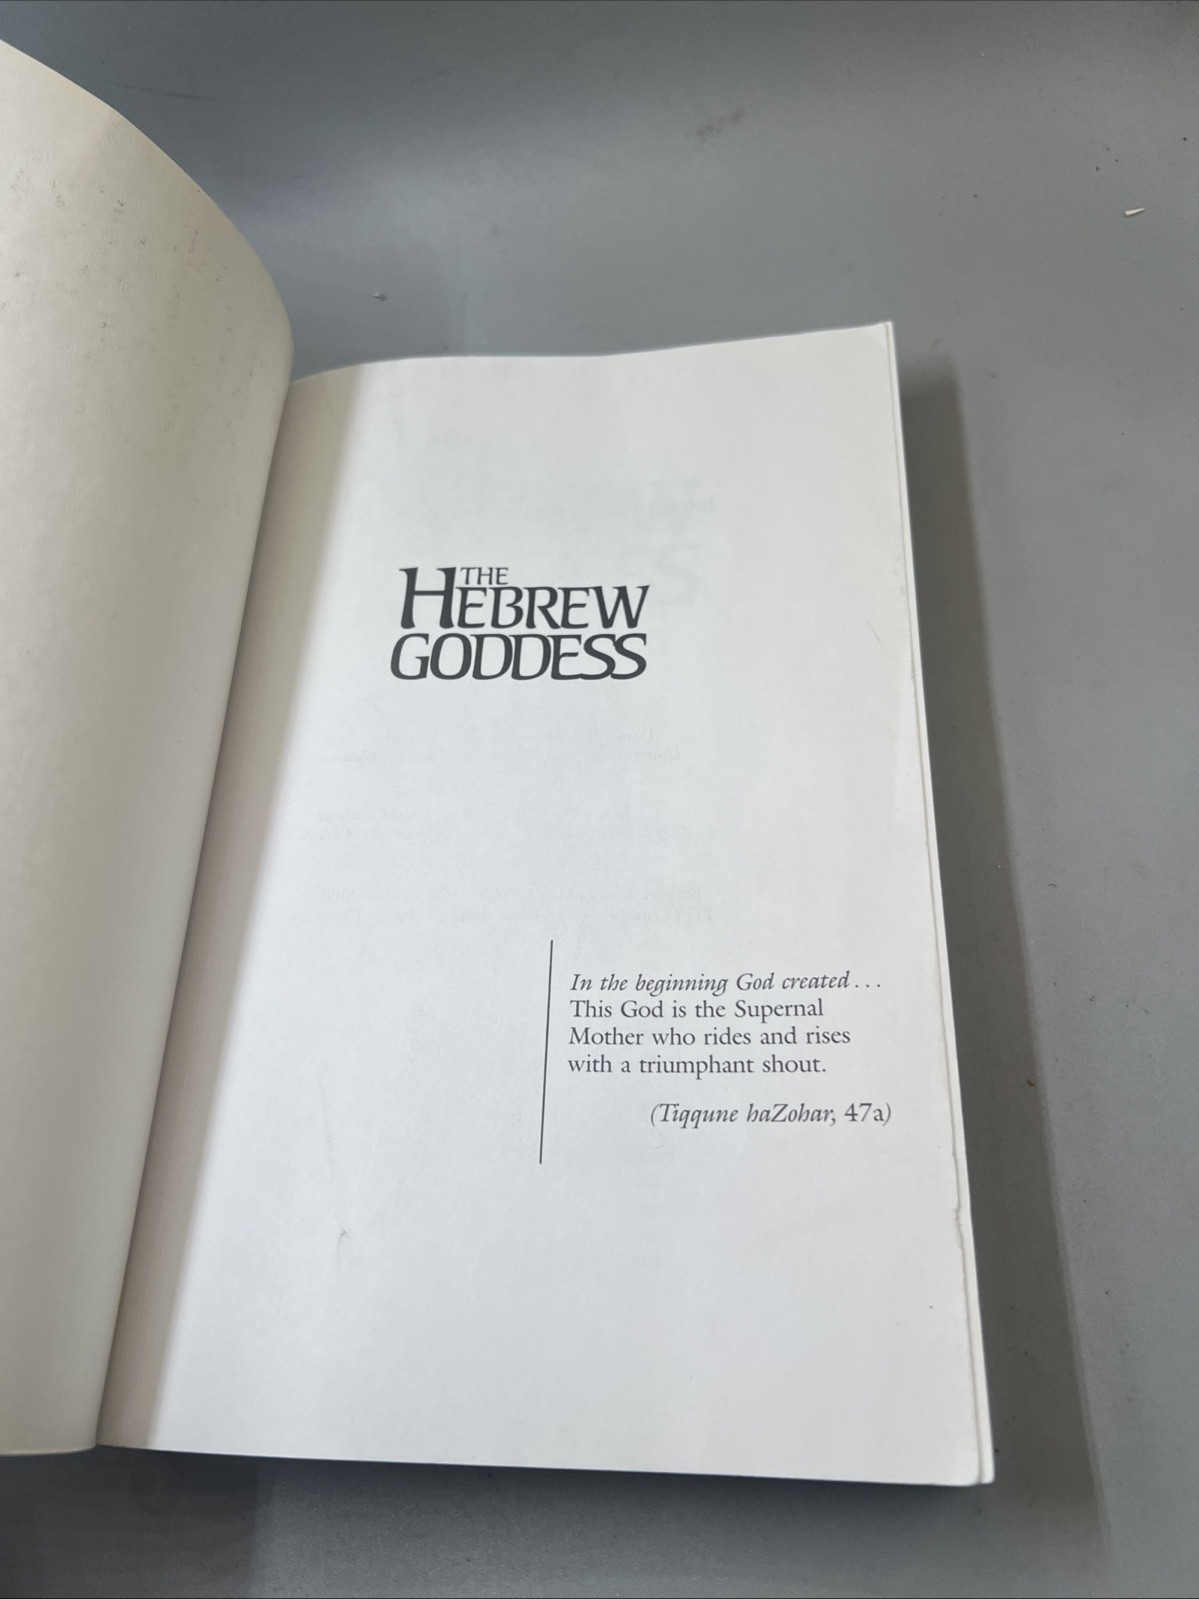 THE
HEBREW
GODDESS
In the beginning God created...
This God is the Supernal
Mother who rides and rises
with a triumphant shout.
(Tiqqune haZohar, 47a)